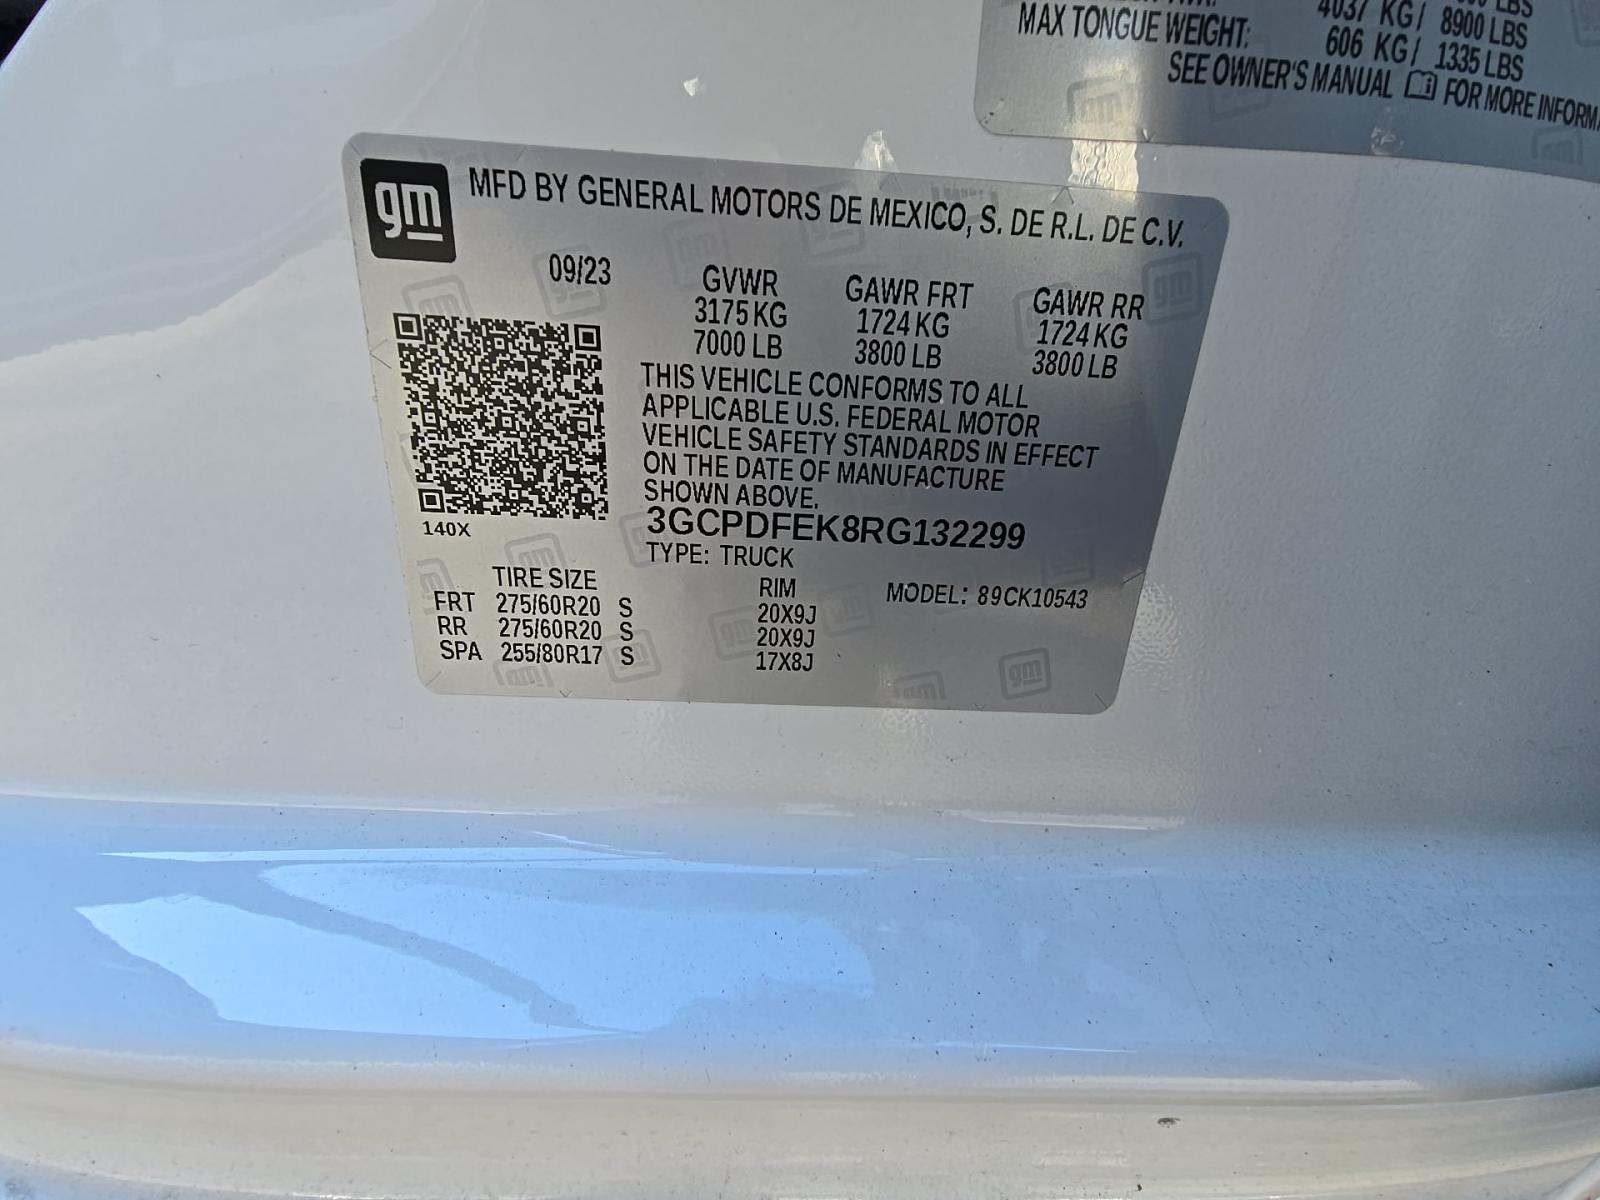 4037 KG/ 8900 LBS
MAX TONGUE WEIGHT: 606 KG/ 1335 LBS
SEE OWNER'S MANUAL FOR MORE
gm MFD BY GENERAL MOTORS DE MEXICO, S. DE R.L. DE C.V.
09/23 GVWR GAWR FRT GAWR RR
3175 KG 1724 KG 1724 KG
7000 LB 3800 LB 3800 LB
THIS VEHICLE CONFORMS TO ALL
APPLICABLE U.S. FEDERAL MOTOR
VEHICLE SAFETY STANDARDS IN EFFECT
ON THE DATE OF MANUFACTURE
SHOWN ABOVE.
140X 3GCPDFEK8RG132299
TYPE: TRUCK
TIRE SIZE RIM MODEL: 89CK10543
FRT 275/60R20 S 20X9J
RR 275/60R20 S 20X9J
SPA 255/80R17 S 17X8J